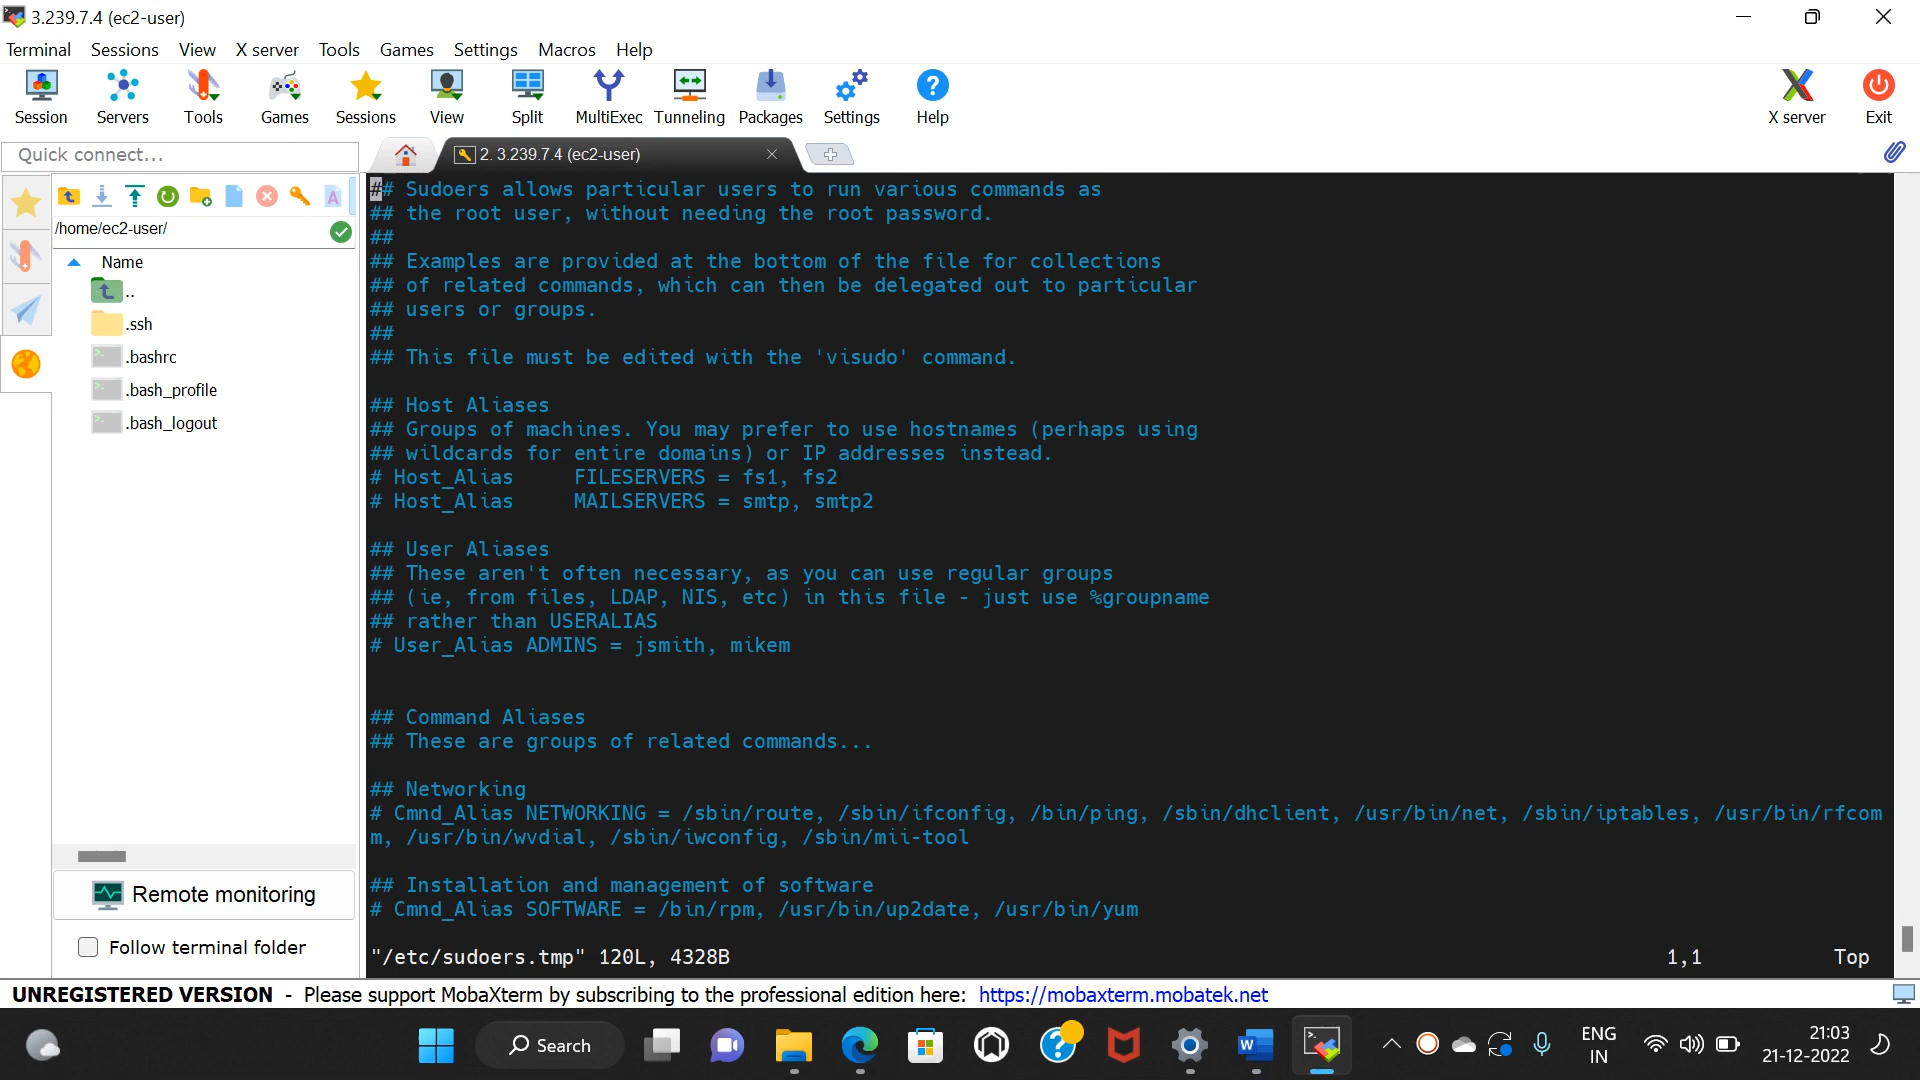 3.239.7.4 (ec2-user)
Terminal Sessions View X server Tools Games Settings Macros Help
Session Servers Tools Games Sessions View Split MultiExec Tunneling Packages Settings Help X server Exit
Quick connect...
2. 3.239.7.4 (ec2-user)
/home/ec2-user/
Name
..
.ssh
.bashrc
.bash_profile
.bash_logout
Remote monitoring
Follow terminal folder
## Sudoers allows particular users to run various commands as
## the root user, without needing the root password.
##
## Examples are provided at the bottom of the file for collections
## of related commands, which can then be delegated out to particular
## users or groups.
##
## This file must be edited with the 'visudo' command.
## Host Aliases
## Groups of machines. You may prefer to use hostnames (perhaps using
## wildcards for entire domains) or IP addresses instead.
# Host_Alias     FILESERVERS = fs1, fs2
# Host_Alias     MAILSERVERS = smtp, smtp2
## User Aliases
## These aren't often necessary, as you can use regular groups
## (ie, from files, LDAP, NIS, etc) in this file - just use %groupname
## rather than USERALIAS
# User_Alias ADMINS = jsmith, mikem
## Command Aliases
## These are groups of related commands...
## Networking
# Cmnd_Alias NETWORKING = /sbin/route, /sbin/ifconfig, /bin/ping, /sbin/dhclient, /usr/bin/net, /sbin/iptables, /usr/bin/rfcom
m, /usr/bin/wvdial, /sbin/iwconfig, /sbin/mii-tool
## Installation and management of software
# Cmnd_Alias SOFTWARE = /bin/rpm, /usr/bin/up2date, /usr/bin/yum
"/etc/sudoers.tmp" 120L, 4328B 1,1 Top
UNREGISTERED VERSION - Please support MobaXterm by subscribing to the professional edition here: https://mobaxterm.mobatek.net
Search
ENG
IN
21:03
21-12-2022